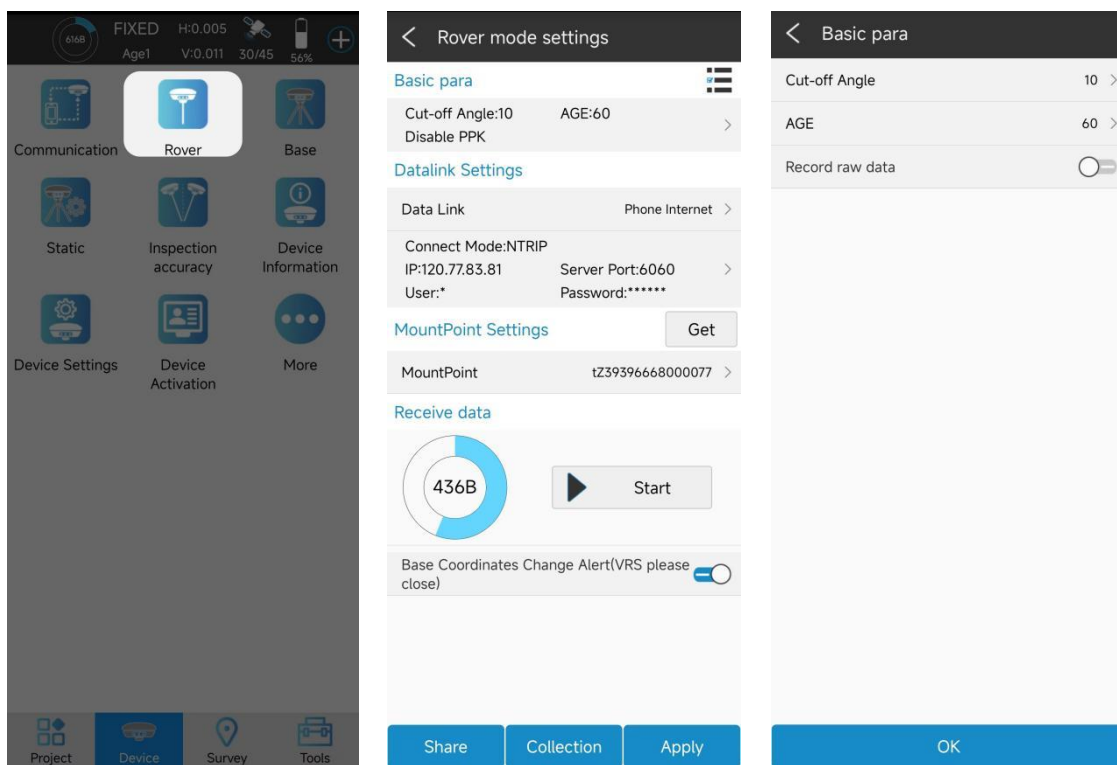 616B
FIXED H:0.005
Age1 V:0.011 30/45 56%
Communication Rover Base
Static Inspection Device
accuracy Information
Device Settings Device More
Activation
Project Device Survey Tools
Rover mode settings
Basic para
Cut-off Angle:10 AGE:60
Disable PPK
Datalink Settings
Data Link Phone Internet
Connect Mode:NTRIP
IP:120.77.83.81 Server Port:6060
User:* Password:******
MountPoint Settings Get
MountPoint tZ39396668000077
Receive data
436B Start
Base Coordinates Change Alert(VRS please
close)
Share Collection Apply
Basic para
Cut-off Angle 10
AGE 60
Record raw data
OK